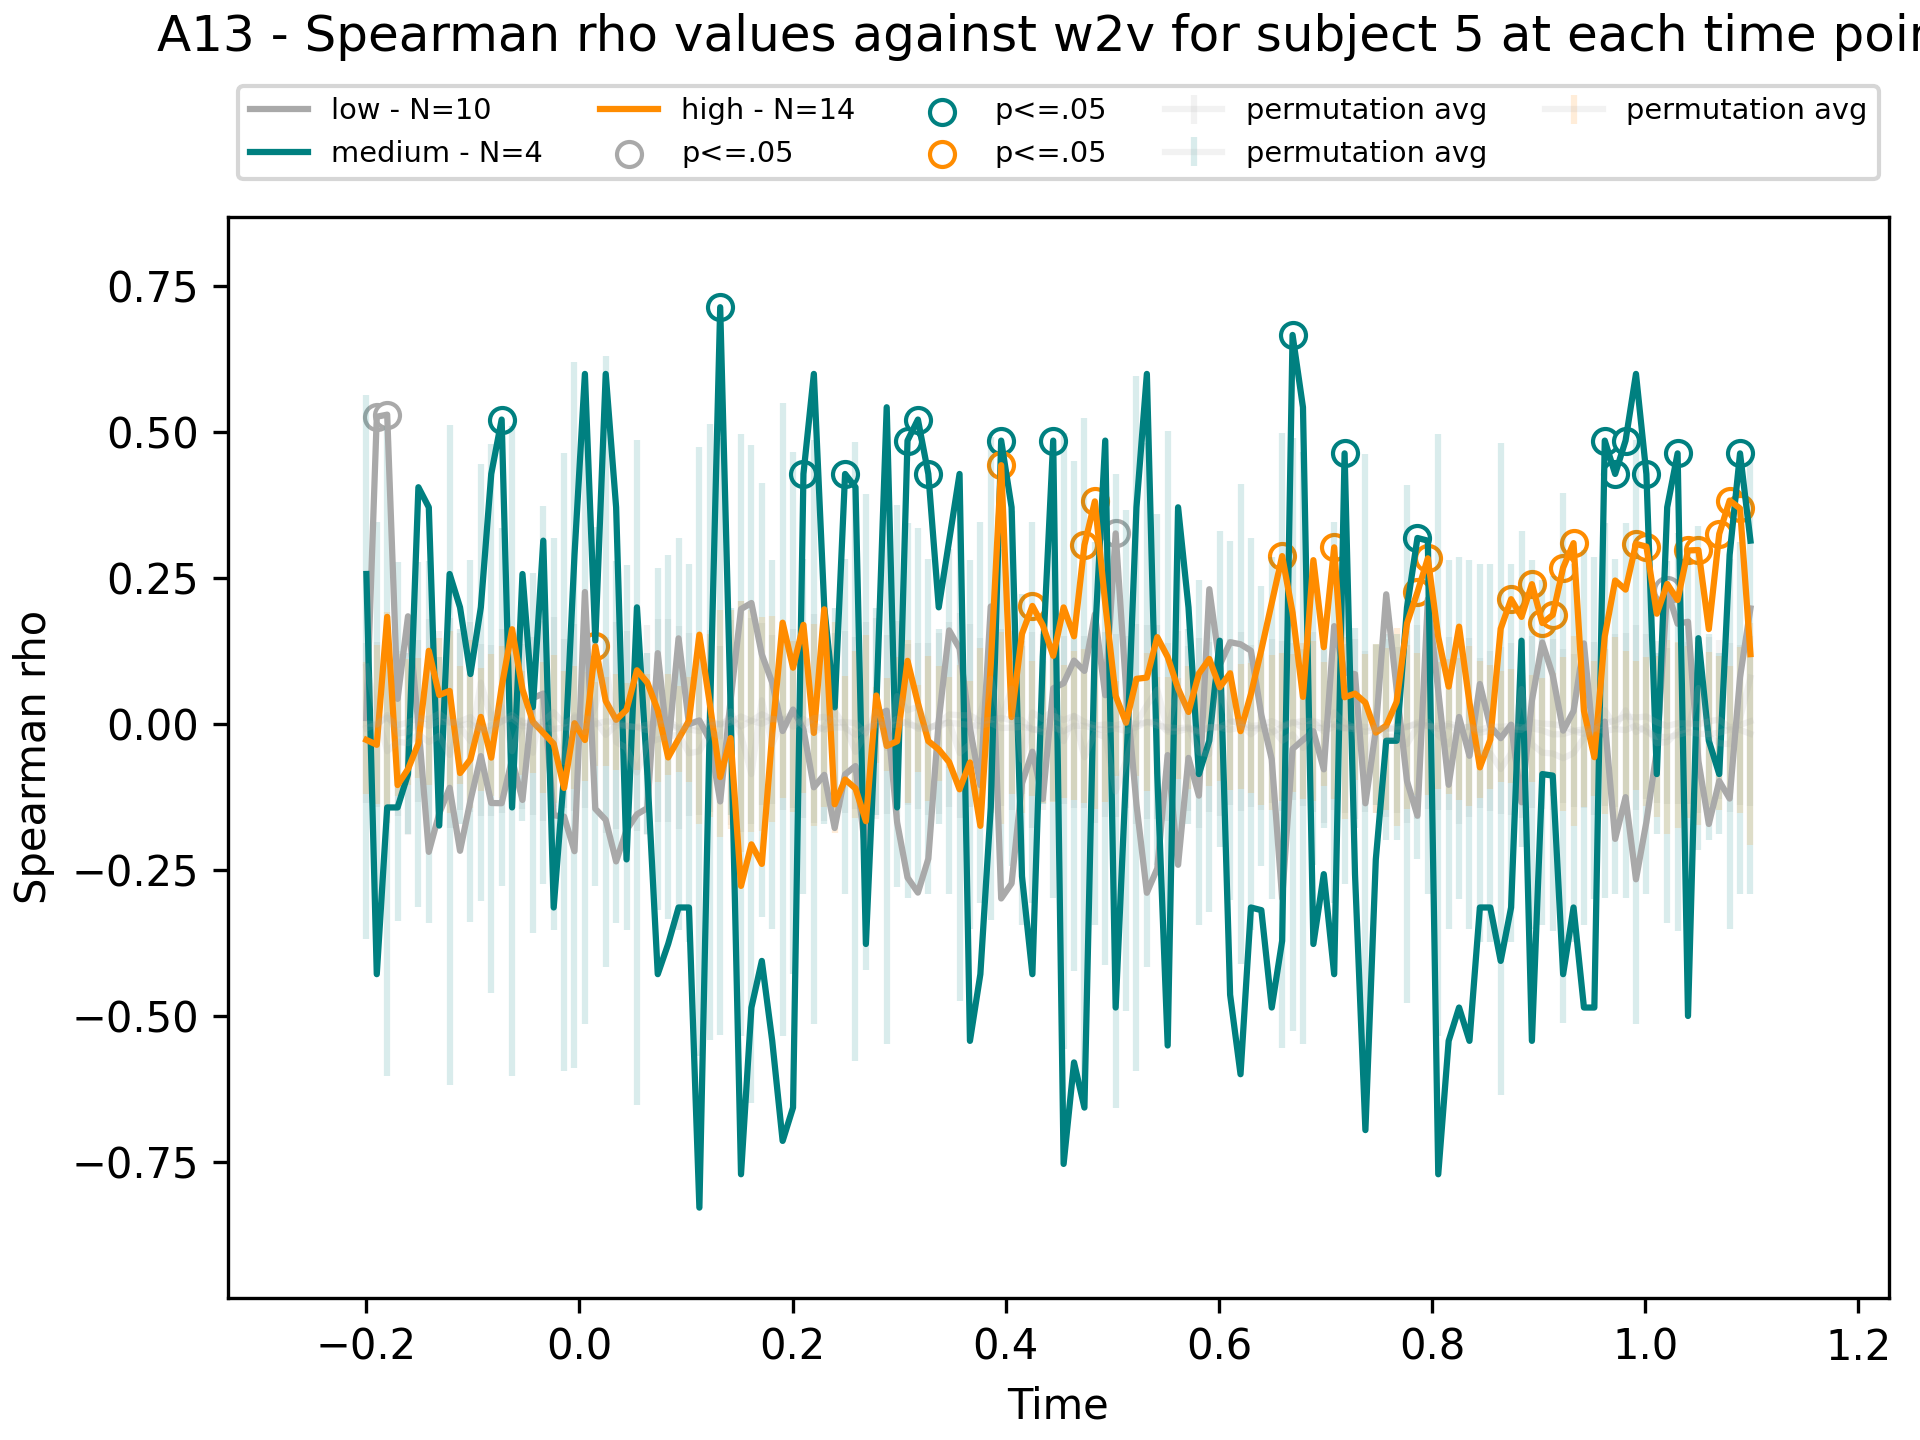 A13 - Spearman rho values against w2v for subject 5 at each time poi
low - N=10
medium - N=4
high - N=14
p<=.05
p<=.05
p<=.05
permutation avg
permutation avg
permutation avg
Spearman rho
0.75
0.50
0.25
0.00
−0.25
−0.50
−0.75
−0.2 0.0 0.2 0.4 0.6 0.8 1.0 1.2
Time